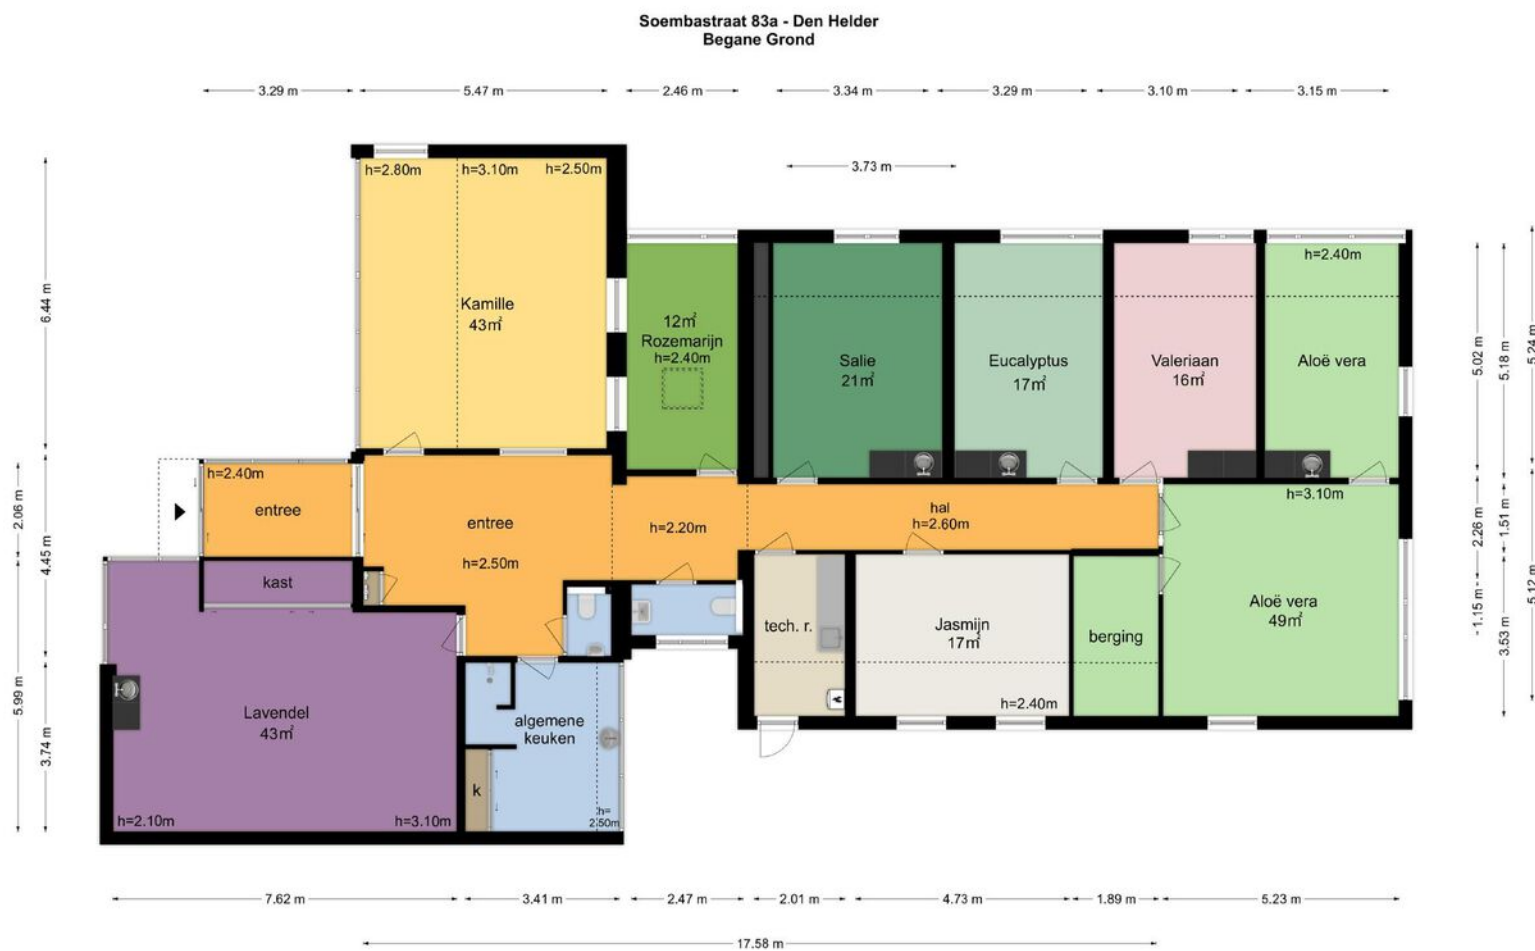 Soembastraat 83a - Den Helder
Begane Grond
3.29 m
5.47 m
2.46 m
3.34 m
3.29 m
3.10 m
3.15 m
3.73 m
h=2.80m
h=3.10m
h=2.50m
h=2.40m
Kamille
43m²
12m²
Rozemarijn
h=2.40m
Salie
21m²
Eucalyptus
17m²
Valeriaan
16m²
Aloë vera
6.44 m
5.02 m
5.18 m
5.24 m
h=2.40m
entree
entree
h=2.50m
h=2.20m
hal
h=2.60m
h=3.10m
2.06 m
4.45 m
2.26 m
1.51 m
kast
tech. r.
Jasmijn
17m²
berging
Aloë vera
49m²
1.15 m
3.53 m
5.12 m
5.99 m
3.74 m
Lavendel
43m²
algemene
keuken
h=2.40m
k
h=2.10m
h=3.10m
h=
2.50m
7.62 m
3.41 m
2.47 m
2.01 m
4.73 m
1.89 m
5.23 m
17.58 m